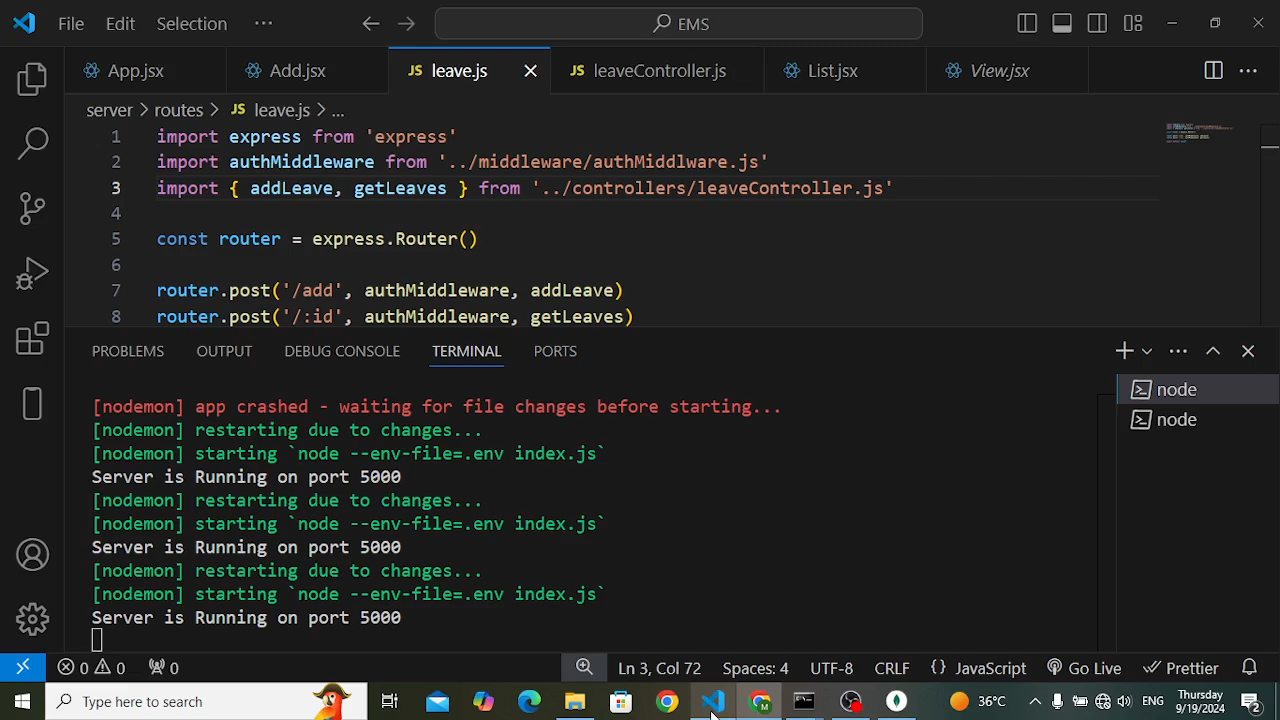 File Edit Selection ··· EMS
App.jsx Add.jsx JS leave.js JS leaveController.js List.jsx View.jsx
server > routes > JS leave.js > ...
1 import express from 'express'
2 import authMiddleware from '../middleware/authMiddlware.js'
3 import { addLeave, getLeaves } from '../controllers/leaveController.js'
4
5 const router = express.Router()
6
7 router.post('/add', authMiddleware, addLeave)
8 router.post('/:id', authMiddleware, getLeaves)
PROBLEMS OUTPUT DEBUG CONSOLE TERMINAL PORTS
node
node
[nodemon] app crashed - waiting for file changes before starting...
[nodemon] restarting due to changes...
[nodemon] starting `node --env-file=.env index.js`
Server is Running on port 5000
[nodemon] restarting due to changes...
[nodemon] starting `node --env-file=.env index.js`
Server is Running on port 5000
[nodemon] restarting due to changes...
[nodemon] starting `node --env-file=.env index.js`
Server is Running on port 5000
0 0 0 Ln 3, Col 72 Spaces: 4 UTF-8 CRLF {} JavaScript Go Live Prettier
Type here to search 36°C ENG Thursday 9/19/2024 2